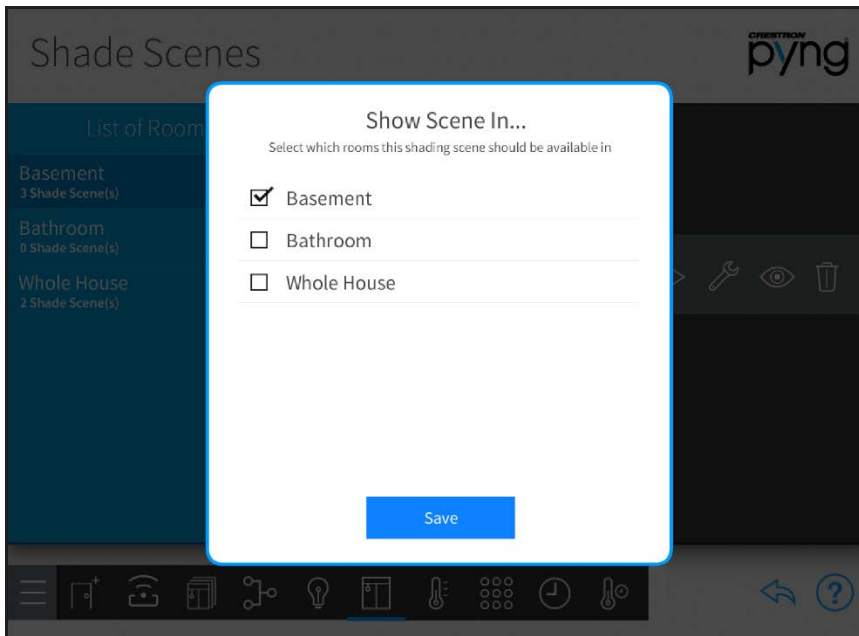 Shade Scenes
CRESTRON
pyng
List of Room
Basement
3 Shade Scene(s)
Bathroom
0 Shade Scene(s)
Whole House
2 Shade Scene(s)
Show Scene In...
Select which rooms this shading scene should be available in
Basement
Bathroom
Whole House
Save
?